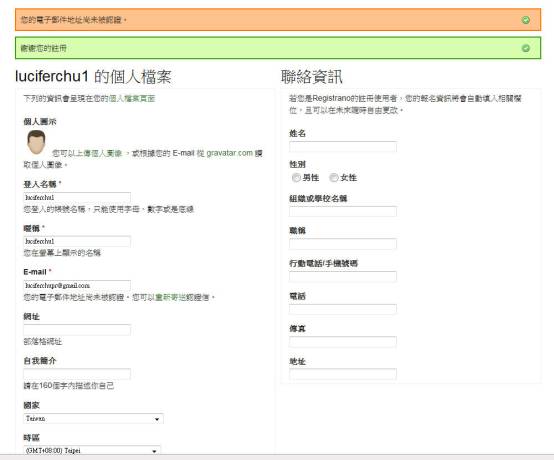 您的電子郵件地址尚未被認證。
謝謝您的註冊
luciferchu1 的個人檔案
下列的資訊會呈現在您的個人檔案頁面
個人圖示
您可以上傳個人圖像，或根據您的 E-mail 從 gravatar.com 讀
取個人圖像。
登入名稱 *
luciferchu1
您登入的帳號名稱，只能使用字母、數字或是底線
暱稱 *
luciferchu1
您在螢幕上顯示的名稱
E-mail *
luciferchupr@gmail.com
您的電子郵件地址尚未被認證。您可以重新寄送認證信。
網址
部落格網址
自我簡介
請在160個字內描述你自己
國家
Taiwan
時區
(GMT+08:00) Taipei
聯絡資訊
若您是Registrano的註冊使用者，您的報名資訊將會自動填入相關欄
位，且可以在未來隨時自由更改。
姓名
性別
男性 女性
組織或學校名稱
職稱
行動電話/手機號碼
電話
傳真
地址